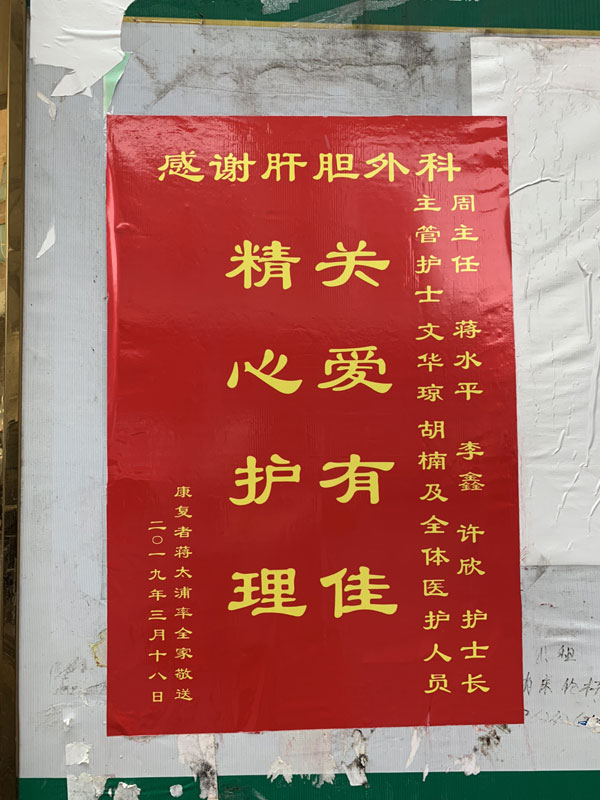 感谢肝胆外科
周主任 蒋水平 李鑫 许欣 护士长
主管护士 文华琼 胡楠及全体医护人员
关爱有佳
精心护理
康复者蒋太浦率全家敬送
二〇一九年三月十八日